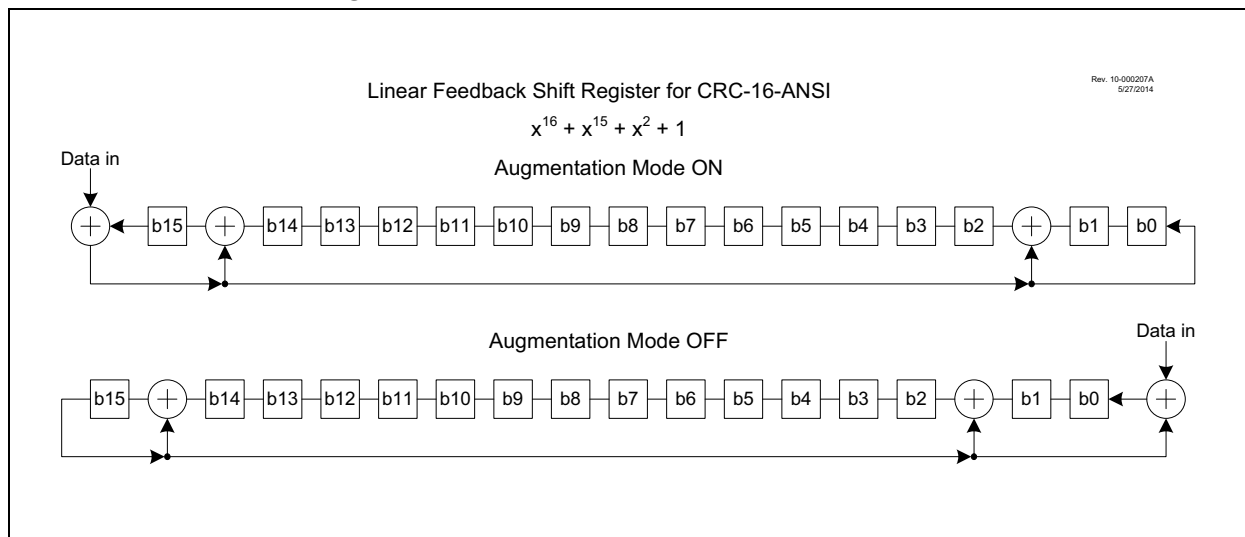 Linear Feedback Shift Register for CRC-16-ANSI
Rev. 10-000207A
5/27/2014
x^16 + x^15 + x^2 + 1
Data in
Augmentation Mode ON
+ b15 + b14 b13 b12 b11 b10 b9 b8 b7 b6 b5 b4 b3 b2 + b1 b0
Augmentation Mode OFF
Data in
b15 + b14 b13 b12 b11 b10 b9 b8 b7 b6 b5 b4 b3 b2 + b1 b0 +